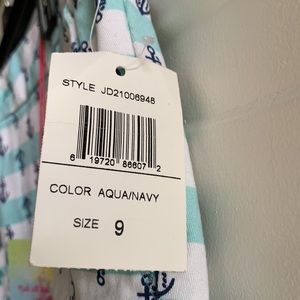 STYLE JD21006948
6 19720 86607 2
COLOR AQUA/NAVY
SIZE 9